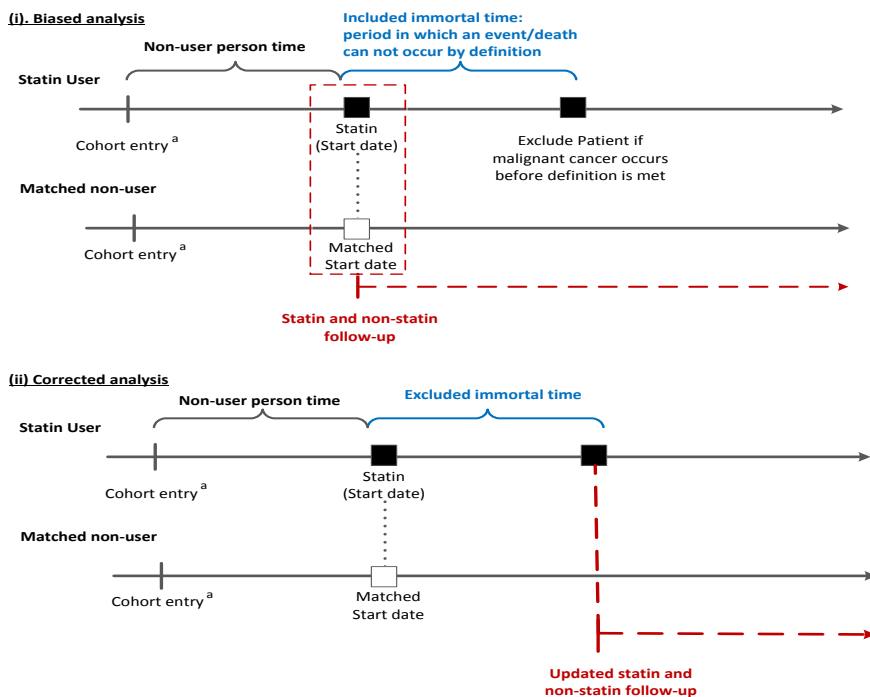 (i). Biased analysis
Included immortal time:
period in which an event/death
can not occur by definition
Non-user person time
Statin User
Cohort entry a
Statin
(Start date)
Exclude Patient if
malignant cancer occurs
before definition is met
Matched non-user
Cohort entry a
Matched
Start date
Statin and non-statin
follow-up
(ii) Corrected analysis
Non-user person time
Excluded immortal time
Statin User
Cohort entry a
Statin
(Start date)
Matched non-user
Cohort entry a
Matched
Start date
Updated statin and
non-statin follow-up